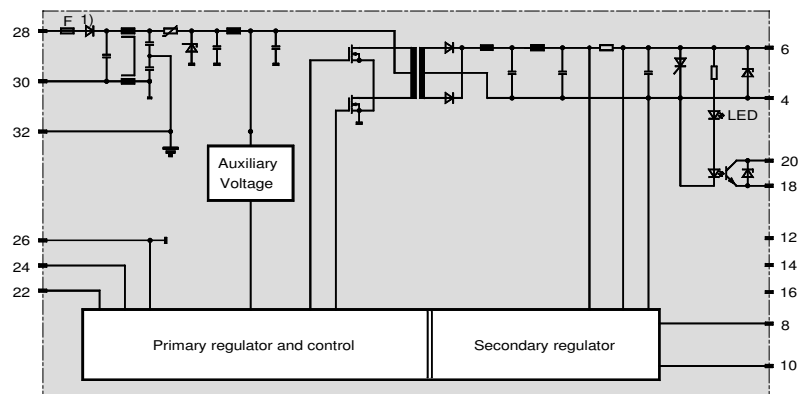 F 1)
28
30
32
26
24
22
Auxiliary
Voltage
6
4
LED
20
18
12
14
16
8
10
Primary regulator and control
Secondary regulator